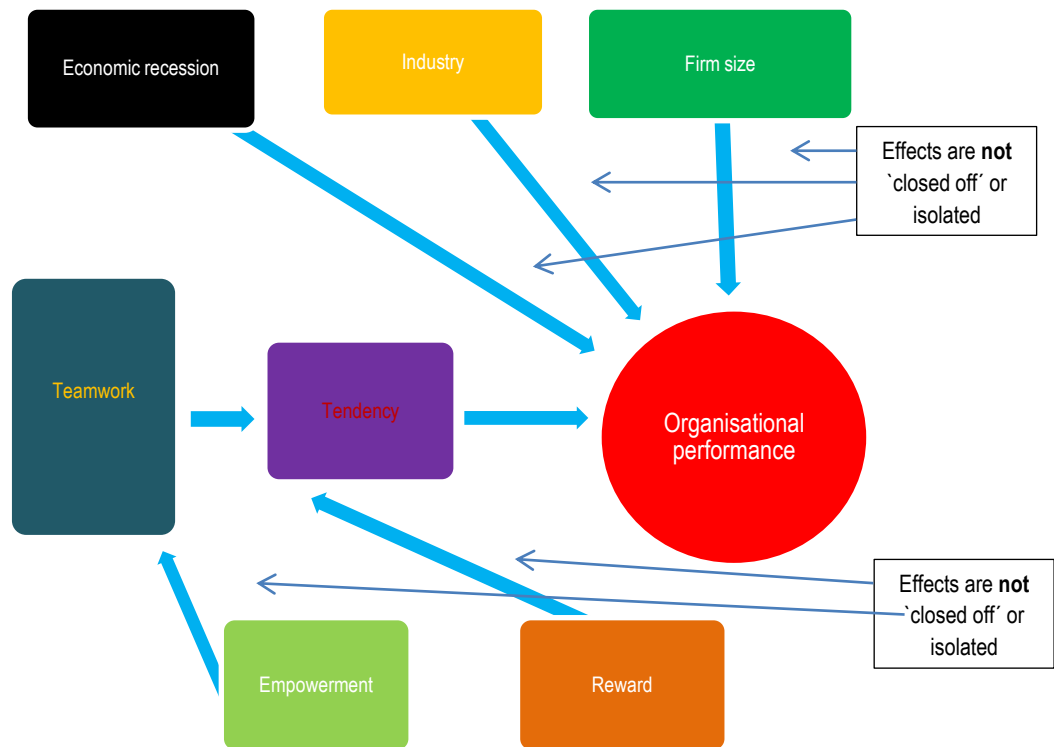 Economic recession
Industry
Firm size
Effects are not
`closed off´ or
isolated
Teamwork
Tendency
Organisational
performance
Effects are not
`closed off´ or
isolated
Empowerment
Reward